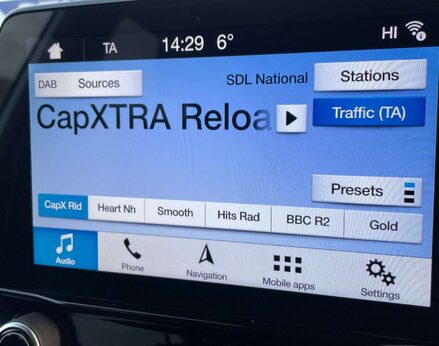 TA 14:29 6° HI
DAB Sources SDL National Stations
CapXTRA Reloa
Traffic (TA)
Presets
CapX Rld Heart Nh Smooth Hits Rad BBC R2 Gold
Audio Phone Navigation Mobile apps Settings